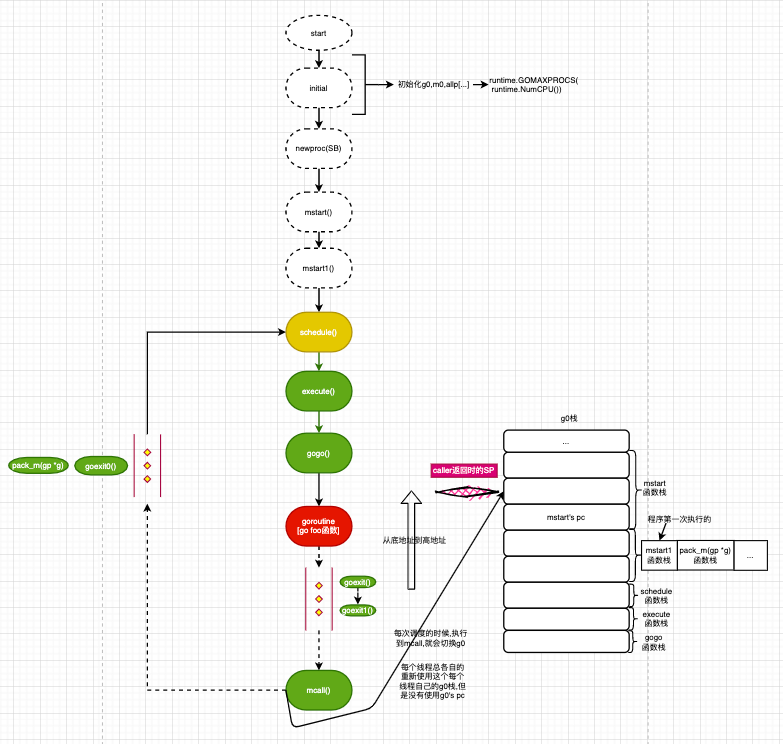 start
initial
初始化g0,m0,allp[...]
runtime.GOMAXPROCS(
runtime.NumCPU())
newproc(SB)
mstart()
mstart1()
schedule()
execute()
gogo()
goroutine
[go foo函数]
pack_m(gp *g)
goexit0()
goexit()
goexit1()
mcall()
从底地址到高地址
caller返回时的SP
每次调度的时候,执行
到mcall,就会切换g0
每个线程总各自的
重新使用这个每个
线程自己的g0栈,但
是没有使用g0's pc
g0栈
...
mstart's pc
mstart
函数栈
程序第一次执行的
mstart1
函数栈
pack_m(gp *g)
函数栈
...
schedule
函数栈
execute
函数栈
gogo
函数栈